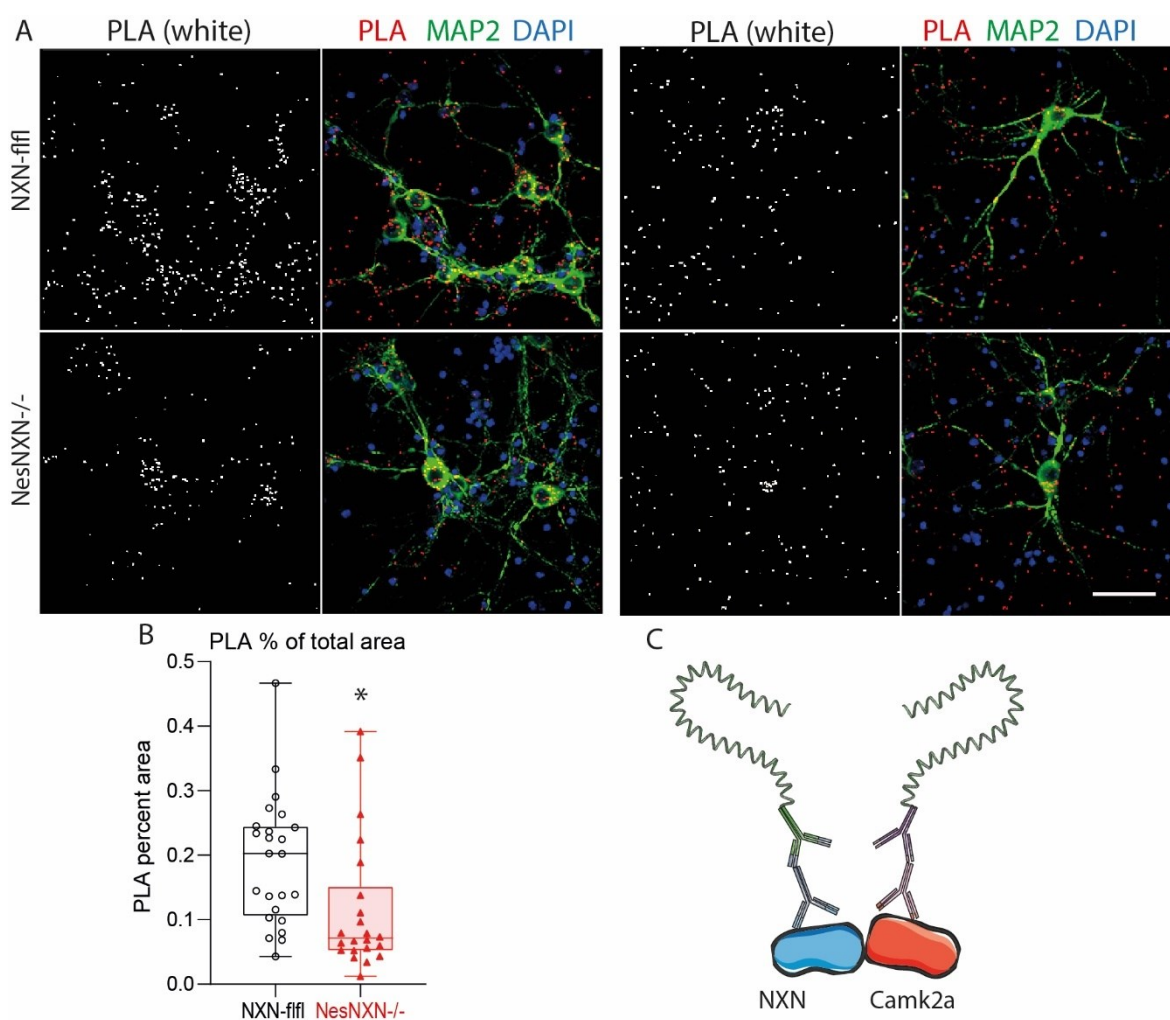 A
PLA (white)
PLA MAP2 DAPI
PLA (white)
PLA MAP2 DAPI
NXN-flfl
NesNXN-/-
B
PLA % of total area
PLA percent area
0.5
0.4
0.3
0.2
0.1
0.0
*
NXN-flfl
NesNXN-/-
C
NXN
Camk2a